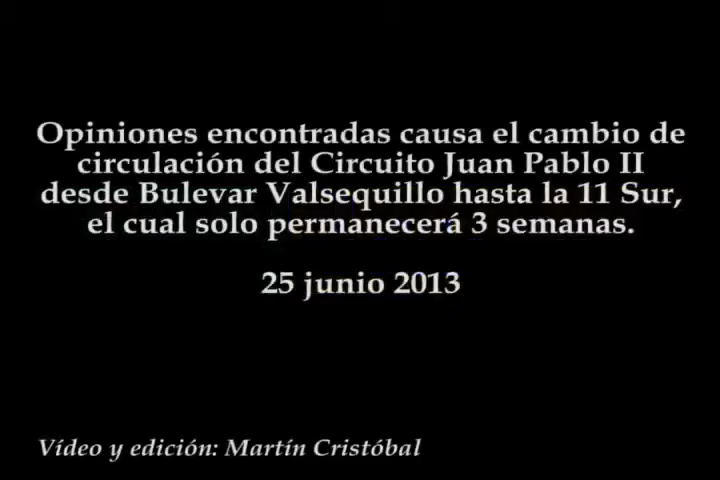 Opiniones encontradas causa el cambio de
circulación del Circuito Juan Pablo II
desde Bulevar Valsequillo hasta la 11 Sur,
el cual solo permanecerá 3 semanas.
25 junio 2013
Vídeo y edición: Martín Cristóbal